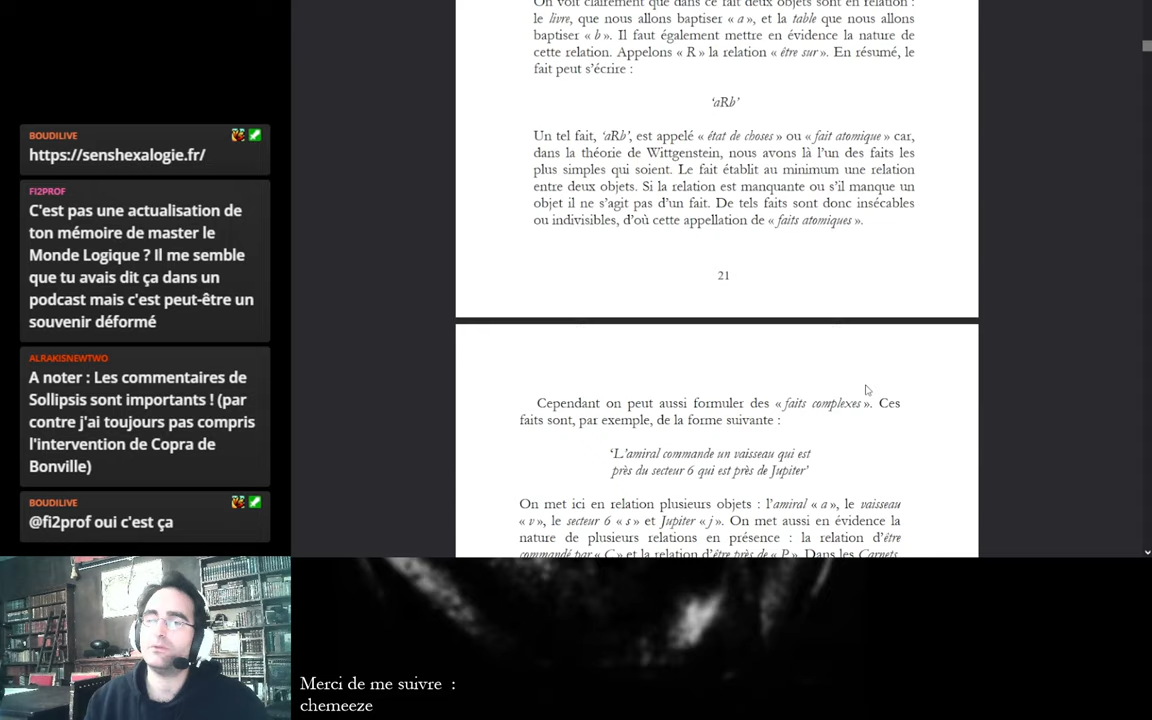 BOUDILIVE
https://senshexalogie.fr/
FI2PROF
C'est pas une actualisation de
ton mémoire de master le
Monde Logique ? Il me semble
que tu avais dit ça dans un
podcast mais c'est peut-être un
souvenir déformé
ALRAKISNEWTWO
A noter : Les commentaires de
Sollipsis sont importants ! (par
contre j'ai toujours pas compris
l'intervention de Copra de
Bonville)
BOUDILIVE
@fi2prof oui c'est ça
On voit clairement que dans ce fait deux objets sont en relation :
le livre, que nous allons baptiser « a », et la table que nous allons
baptiser « b ». Il faut également mettre en évidence la nature de
cette relation. Appelons « R » la relation « être sur ». En résumé, le
fait peut s'écrire :
'aRb'
Un tel fait, 'aRb', est appelé « état de choses » ou « fait atomique » car,
dans la théorie de Wittgenstein, nous avons là l'un des faits les
plus simples qui soient. Le fait établit au minimum une relation
entre deux objets. Si la relation est manquante ou s'il manque un
objet il ne s'agit pas d'un fait. De tels faits sont donc insécables
ou indivisibles, d'où cette appellation de « faits atomiques ».
21
Cependant on peut aussi formuler des « faits complexes ». Ces
faits sont, par exemple, de la forme suivante :
'L'amiral commande un vaisseau qui est
près du secteur 6 qui est près de Jupiter'
On met ici en relation plusieurs objets : l'amiral « a », le vaisseau
« v », le secteur 6 « s » et Jupiter « j ». On met aussi en évidence la
nature de plusieurs relations en présence : la relation d'être
commandé par « C » et la relation d'être près de « P ». Dans les Carnets,
Merci de me suivre :
chemeeze